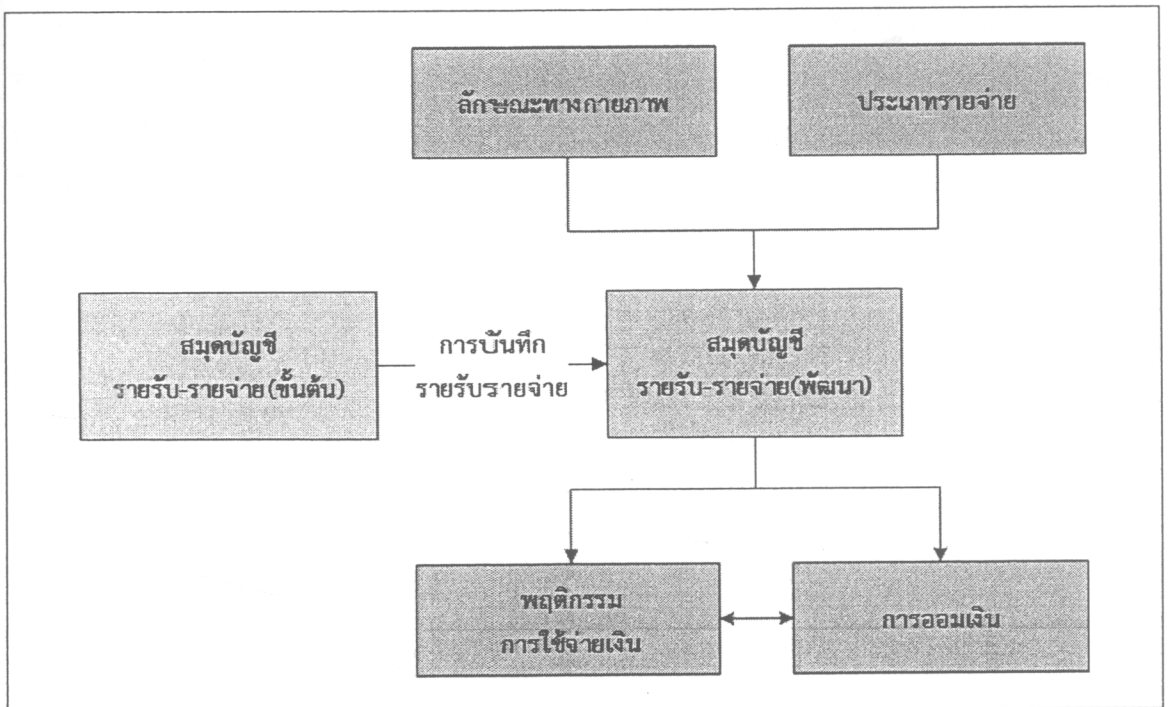 ลักษณะทางกายภาพ
ประเภทรายจ่าย
สมุดบัญชี
รายรับ-รายจ่าย(ขั้นต้น)
การบันทึก
รายรับรายจ่าย
สมุดบัญชี
รายรับ-รายจ่าย(พัฒนา)
พฤติกรรม
การใช้จ่ายเงิน
การออมเงิน